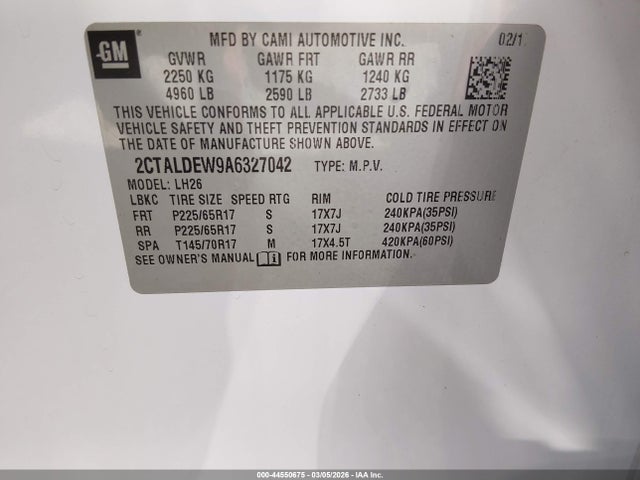 GM
MFD BY CAMI AUTOMOTIVE INC.
02/1
GVWR GAWR FRT GAWR RR
2250 KG 1175 KG 1240 KG
4960 LB 2590 LB 2733 LB
THIS VEHICLE CONFORMS TO ALL APPLICABLE U.S. FEDERAL MOTOR
VEHICLE SAFETY AND THEFT PREVENTION STANDARDS IN EFFECT ON
THE DATE OF MANUFACTURE SHOWN ABOVE.
2CTALDEW9A6327042 TYPE: M.P.V.
MODEL: LH26
LBKC TIRE SIZE SPEED RTG RIM COLD TIRE PRESSURE
FRT P225/65R17 S 17X7J 240KPA(35PSI)
RR P225/65R17 S 17X7J 240KPA(35PSI)
SPA T145/70R17 M 17X4.5T 420KPA(60PSI)
SEE OWNER'S MANUAL FOR MORE INFORMATION.
000-44550675 - 03/05/2026 - IAA Inc.